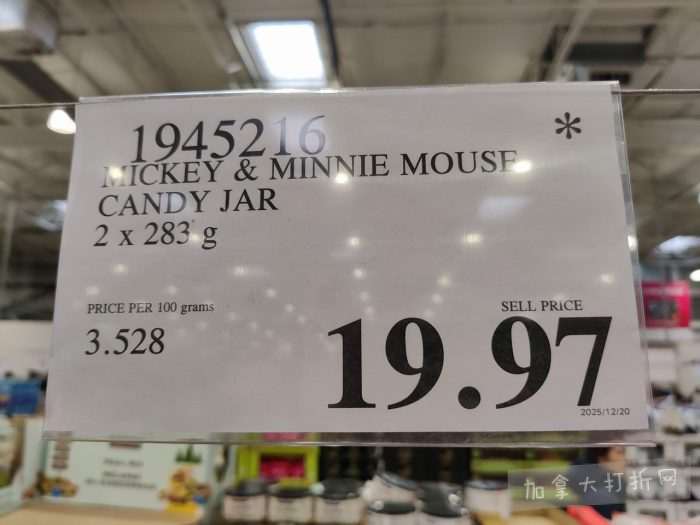 1945216
*
MICKEY & MINNIE MOUSE
CANDY JAR
2 x 283 g
PRICE PER 100 grams
3.528
SELL PRICE
19.97
2025/12/20
加拿大打折网